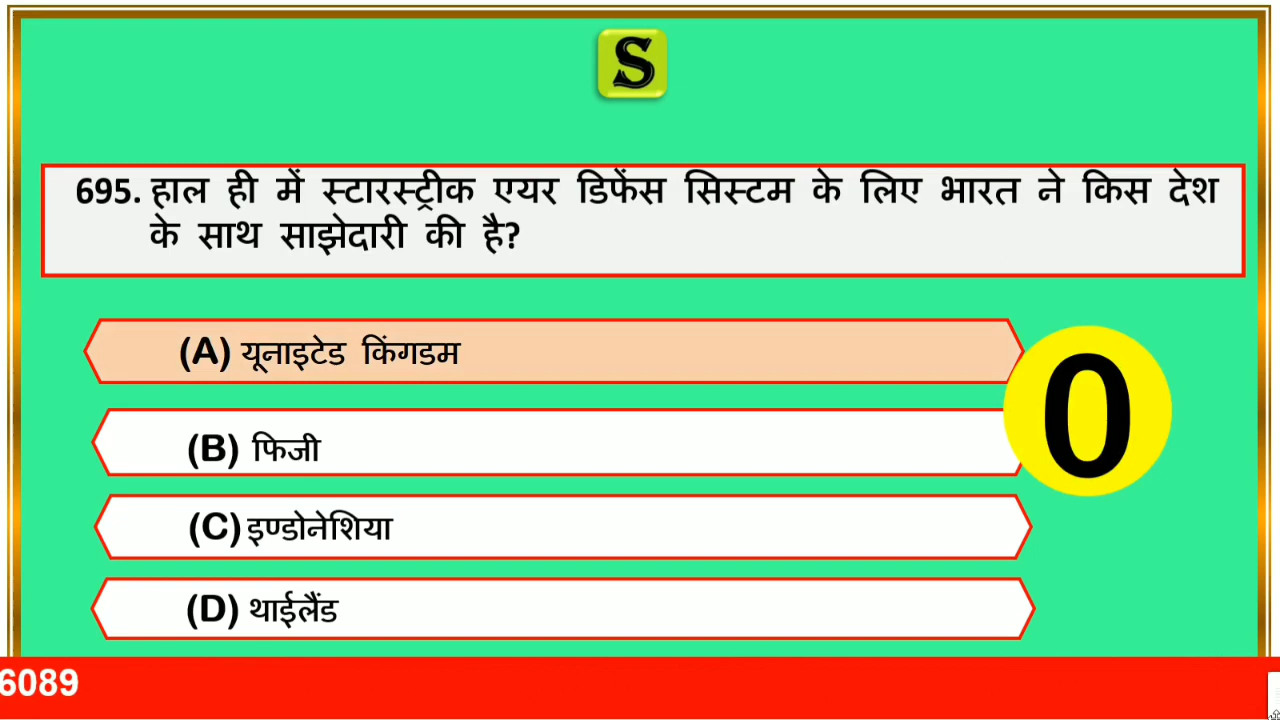 S
695. हाल ही में स्टारस्ट्रीक एयर डिफेंस सिस्टम के लिए भारत ने किस देश
के साथ साझेदारी की है?
(A) यूनाइटेड किंगडम
0
(B) फिजी
(C) इण्डोनेशिया
(D) थाईलैंड
6089